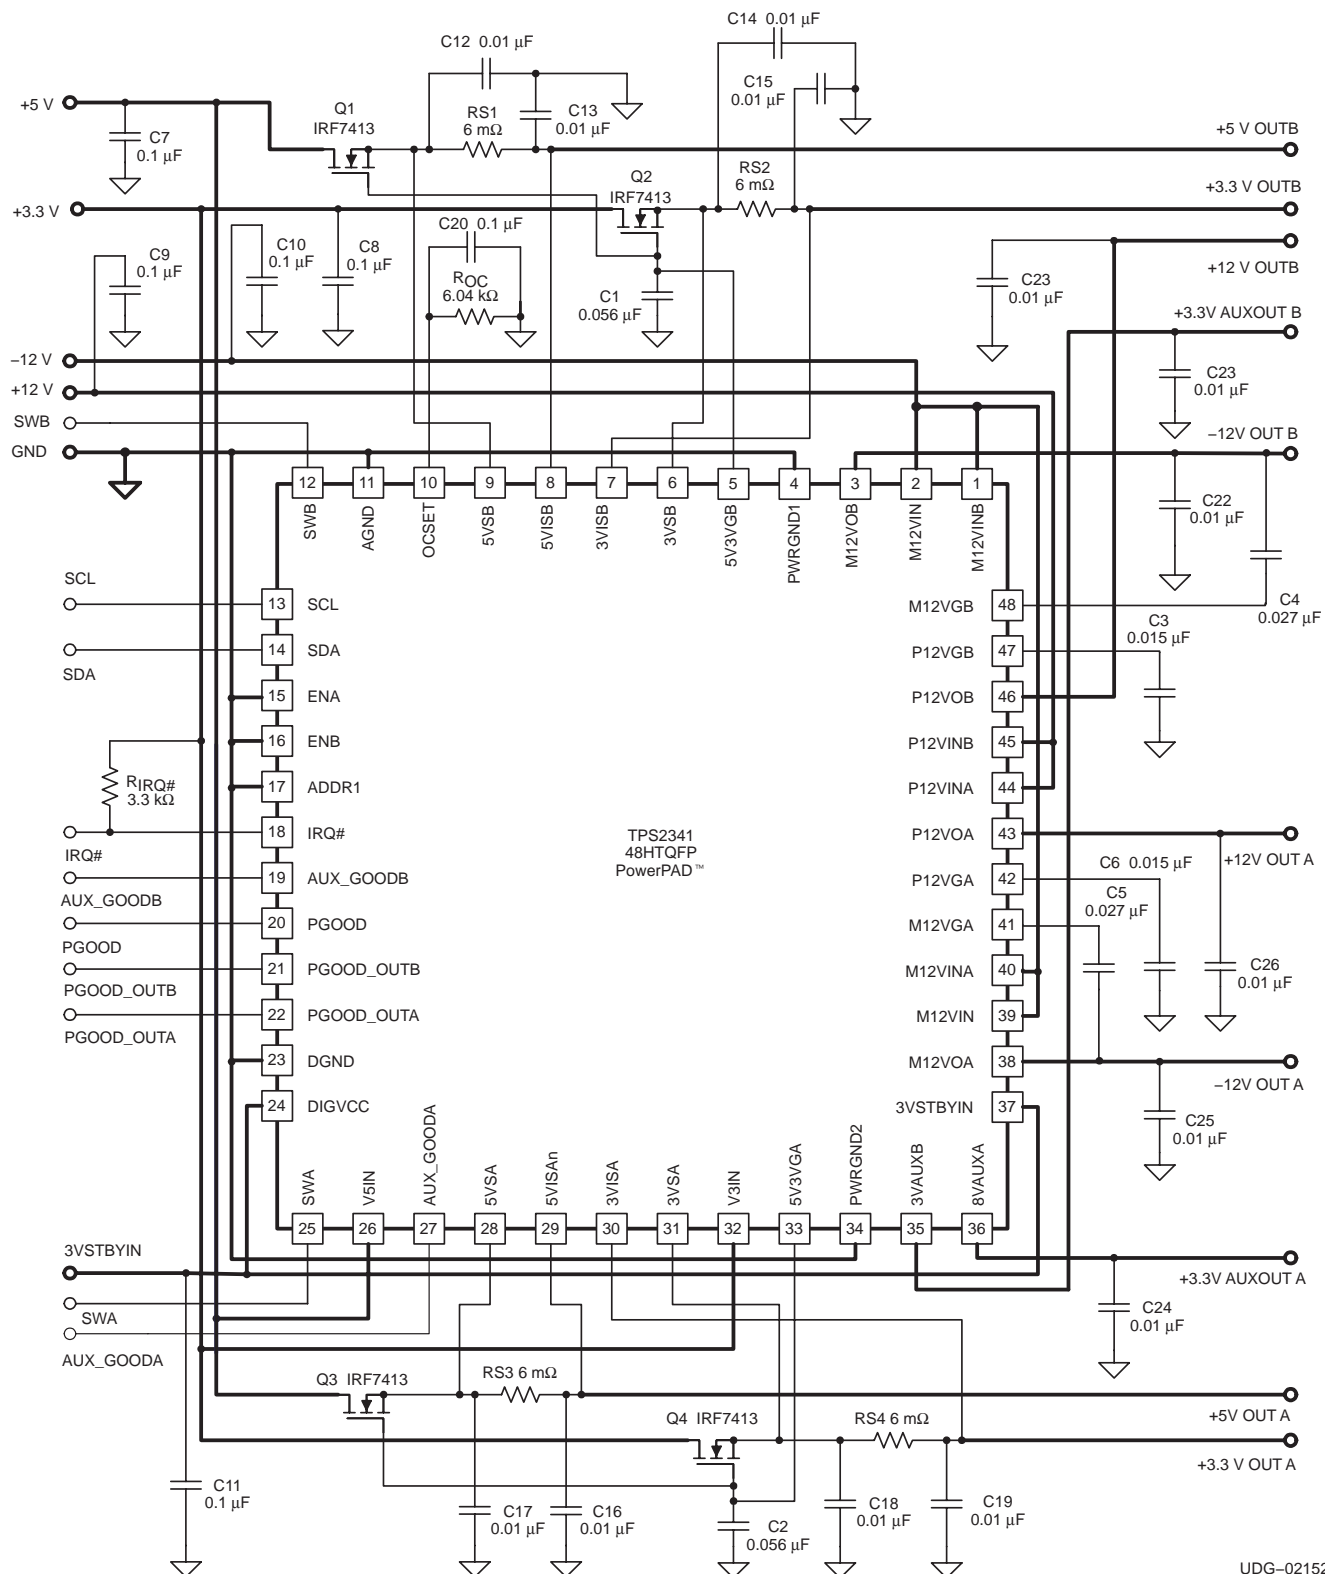 C14 0.01 µF
C12 0.01 µF
C15
0.01 µF
+5 V
Q1
IRF7413
RS1
6 mΩ
C13
0.01 µF
C7
0.1 µF
+5 V OUTB
Q2
IRF7413
RS2
6 mΩ
+3.3 V OUTB
+3.3 V
C20 0.1 µF
C9
0.1 µF
C10
0.1 µF
C8
0.1 µF
ROC
6.04 kΩ
C1
0.056 µF
C23
0.01 µF
+12 V OUTB
+3.3V AUXOUT B
–12 V
+12 V
C23
0.01 µF
SWB
GND
–12V OUT B
12 11 10 9 8 7 6 5 4 3 2 1
SWB
AGND
OCSET
5VSB
5VISB
3VISB
3VSB
5V3VGB
PWRGND1
M12VOB
M12VIN
M12VINB
C22
0.01 µF
SCL
13 SCL
M12VGB 48
C4
0.027 µF
C3
0.015 µF
14 SDA
SDA
P12VGB 47
15 ENA
P12VOB 46
16 ENB
P12VINB 45
RIRQ#
3.3 kΩ
17 ADDR1
P12VINA 44
18 IRQ#
IRQ#
TPS2341
48HTQFP
PowerPAD™
P12VOA 43
+12V OUT A
C6 0.015 µF
19 AUX_GOODB
AUX_GOODB
P12VGA 42
C5
0.027 µF
20 PGOOD
PGOOD
M12VGA 41
21 PGOOD_OUTB
PGOOD_OUTB
M12VINA 40
C26
0.01 µF
22 PGOOD_OUTA
PGOOD_OUTA
M12VIN 39
23 DGND
M12VOA 38
–12V OUT A
24 DIGVCC
3VSTBYIN 37
C25
0.01 µF
SWA
V5IN
AUX_GOODA
5VSA
5VISAn
3VISA
3VSA
V3IN
5V3VGA
PWRGND2
3VAUXB
8VAUXA
25 26 27 28 29 30 31 32 33 34 35 36
3VSTBYIN
+3.3V AUXOUT A
SWA
C24
0.01 µF
AUX_GOODA
Q3 IRF7413
RS3 6 mΩ
+5V OUT A
Q4 IRF7413
RS4 6 mΩ
+3.3 V OUT A
C11
0.1 µF
C17
0.01 µF
C16
0.01 µF
C2
0.056 µF
C18
0.01 µF
C19
0.01 µF
UDG–02152